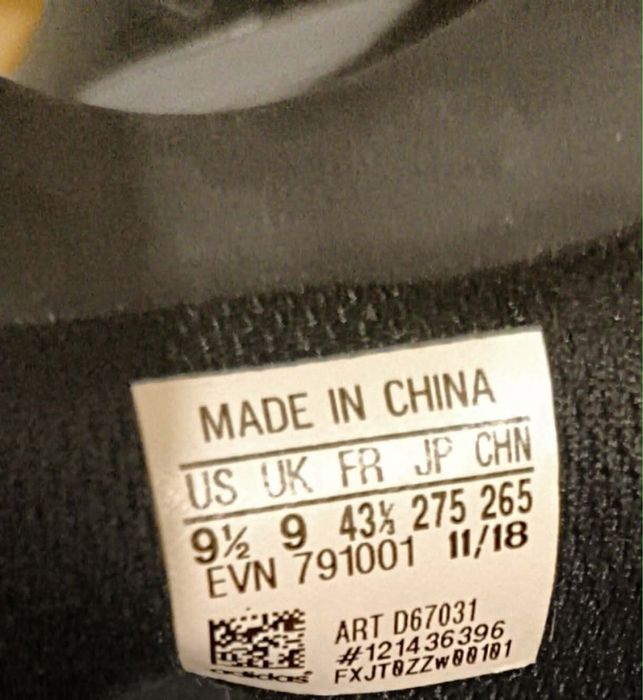 MADE IN CHINA
US UK FR JP CHN
9½ 9 43⅓ 275 265
EVN 791001 11/18
ART D67031
#121436396
FXJT0ZZw00101
adidas